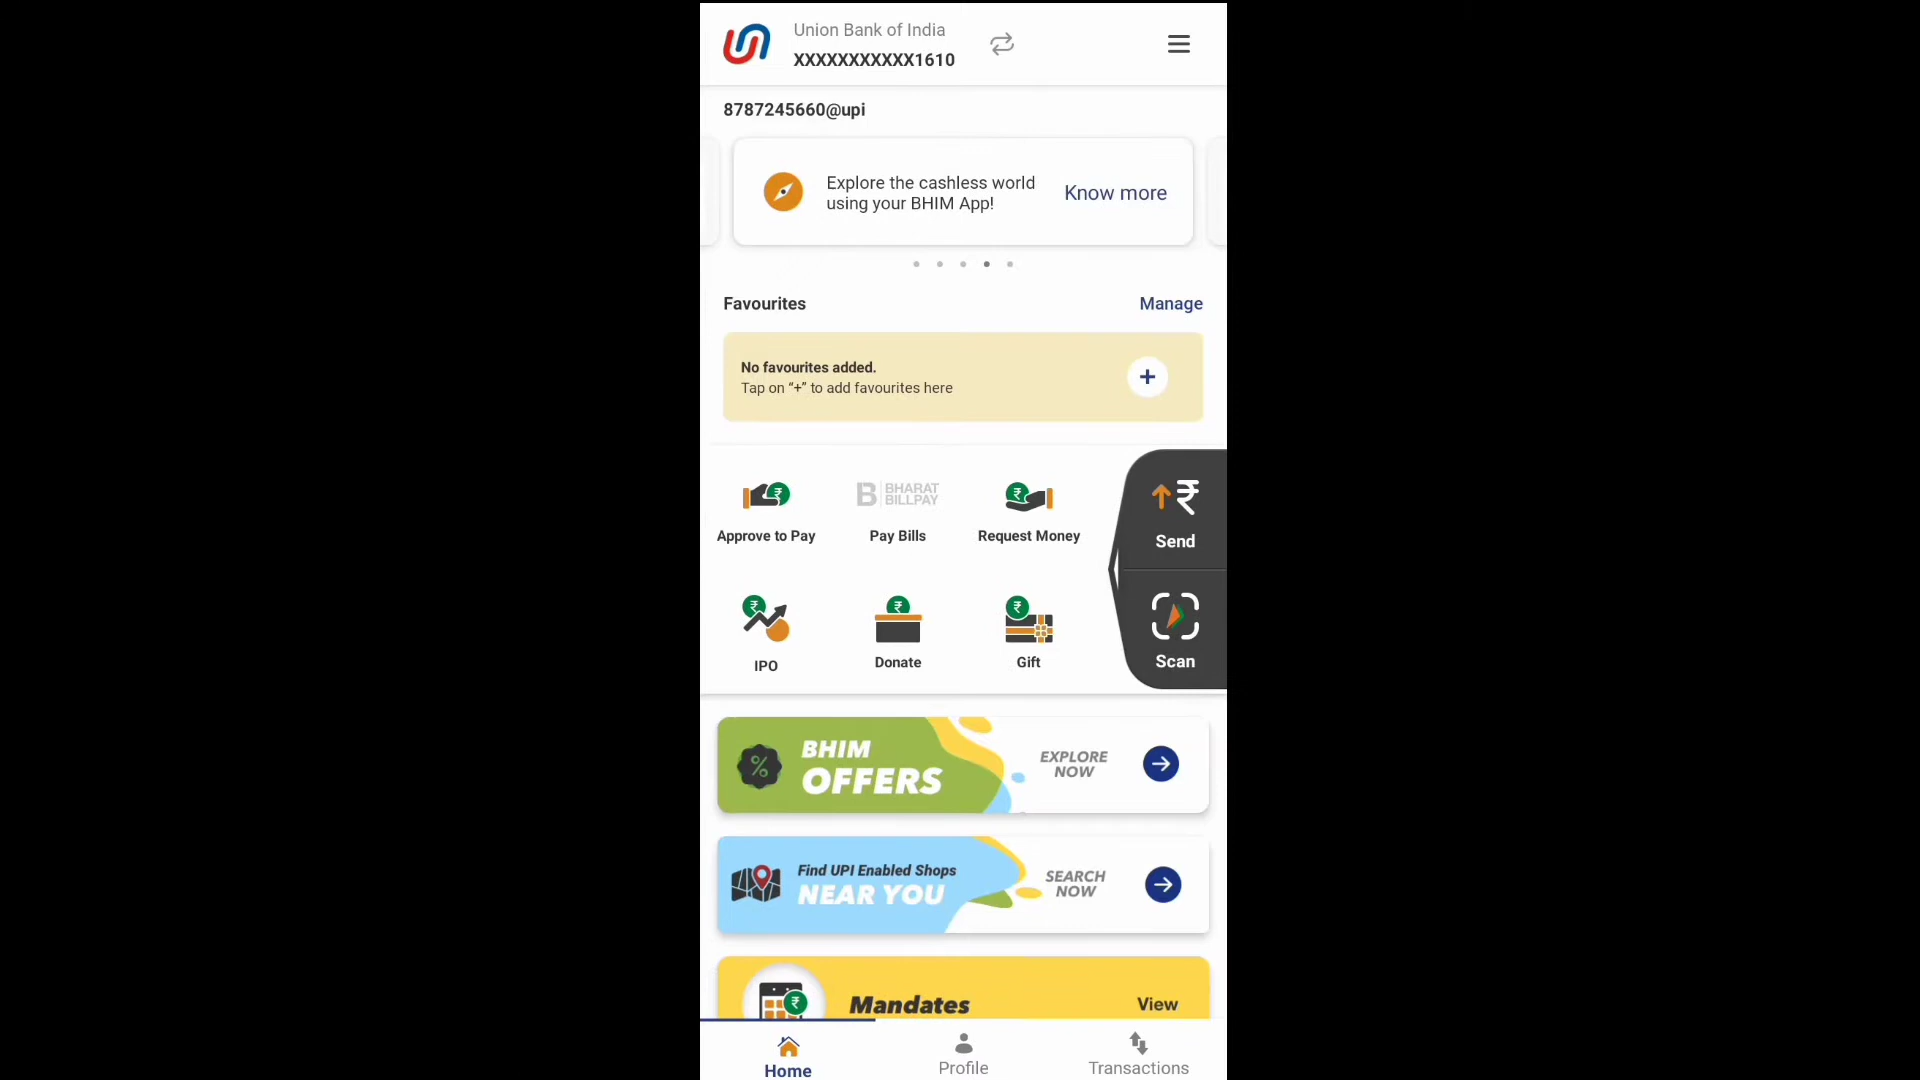 Union Bank of India
XXXXXXXXXXX1610
8787245660@upi
Explore the cashless world
using your BHIM App!
Know more
Favourites
Manage
No favourites added.
Tap on “+” to add favourites here
Approve to Pay
BHARAT
BILLPAY
Pay Bills
Request Money
Send
IPO
Donate
Gift
Scan
BHIM
OFFERS
EXPLORE
NOW
Find UPI Enabled Shops
NEAR YOU
SEARCH
NOW
Mandates
View
Home
Profile
Transactions